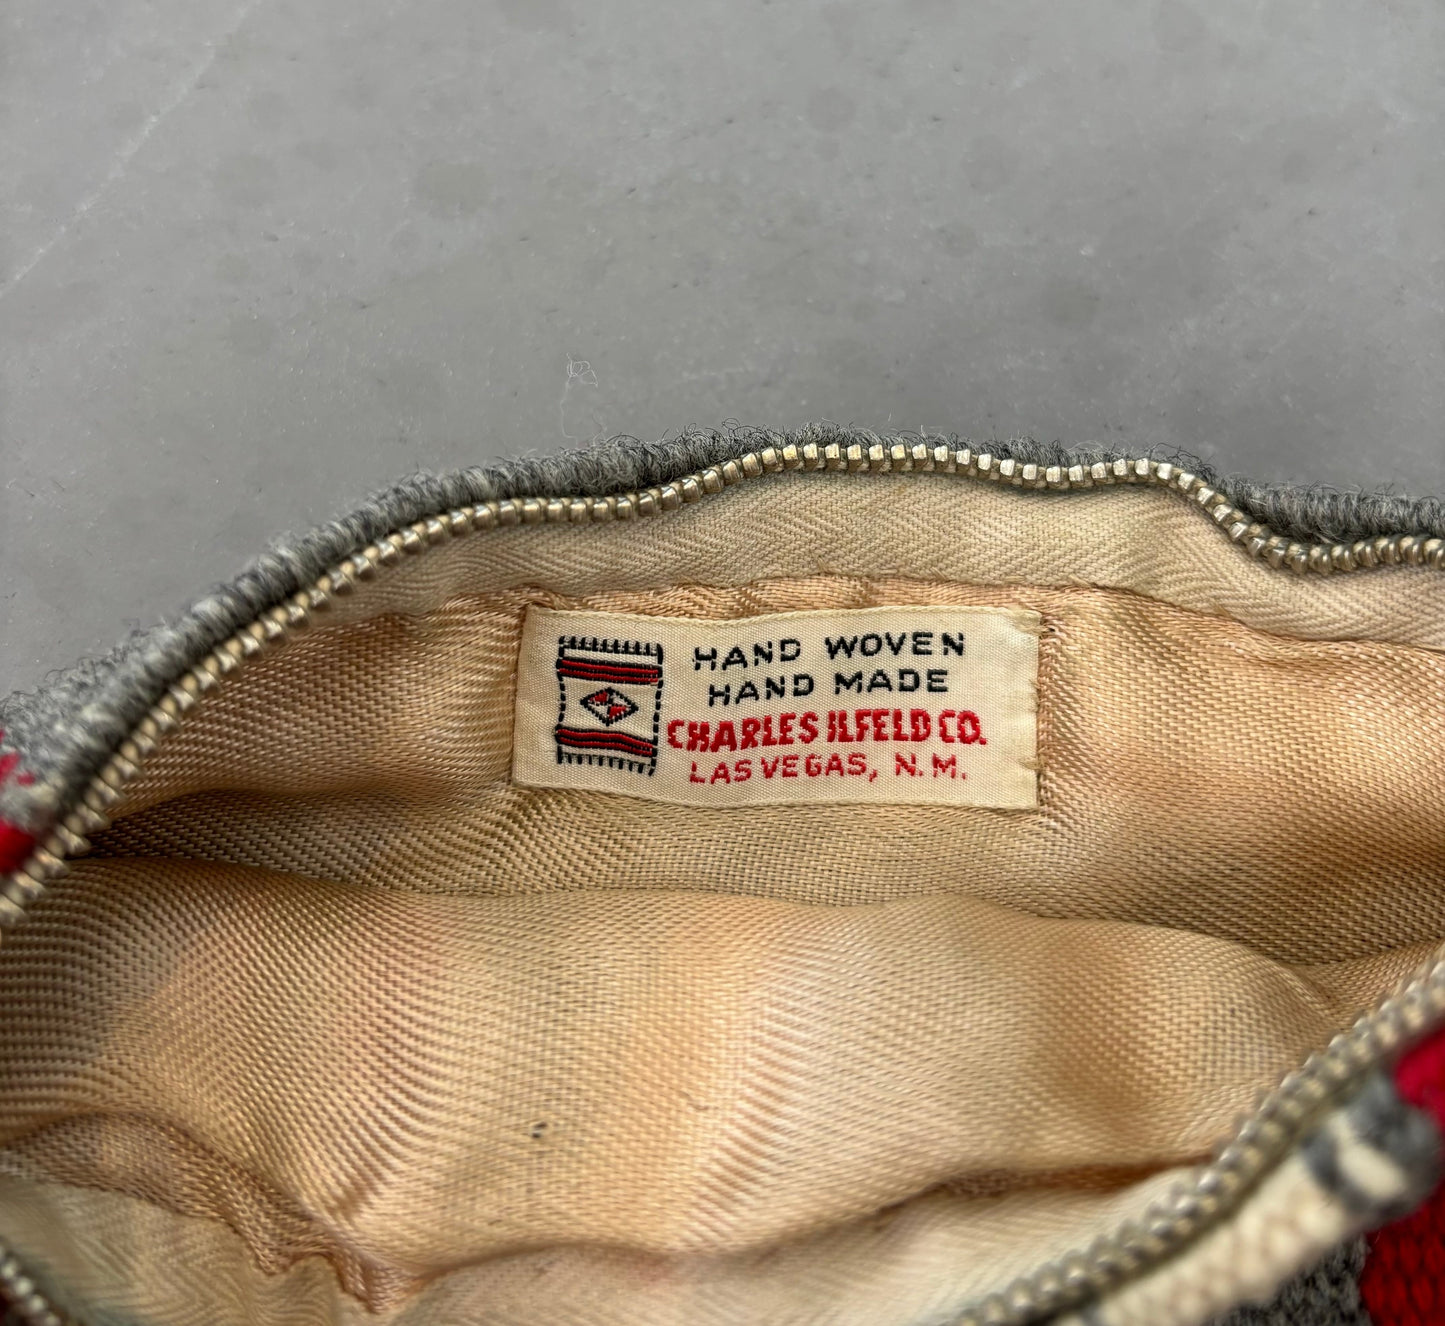 HAND WOVEN
HAND MADE
CHARLES ILFELD CO.
LAS VEGAS, N.M.